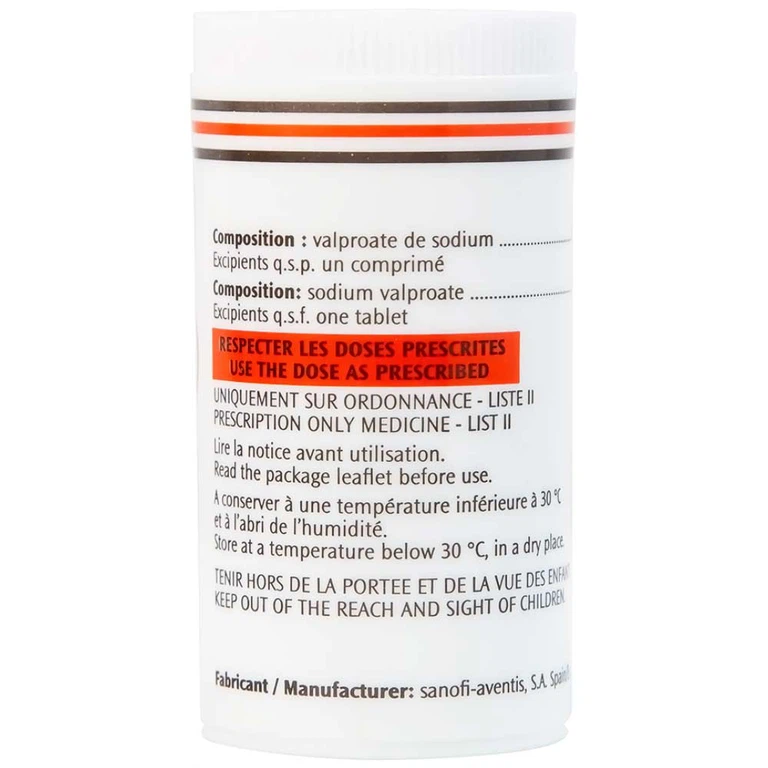 Composition : valproate de sodium ..................
Excipients q.s.p. un comprimé
Composition: sodium valproate ........................
Excipients q.s.f. one tablet
RESPECTER LES DOSES PRESCRITES
USE THE DOSE AS PRESCRIBED
UNIQUEMENT SUR ORDONNANCE - LISTE II
PRESCRIPTION ONLY MEDICINE - LIST II
Lire la notice avant utilisation.
Read the package leaflet before use.
A conserver à une température inférieure à 30 °C
et à l'abri de l'humidité.
Store at a temperature below 30 °C, in a dry place.
TENIR HORS DE LA PORTEE ET DE LA VUE DES
KEEP OUT OF THE REACH AND SIGHT OF CHILDREN.
Fabricant / Manufacturer: sanofi-aventis, S.A. Spain